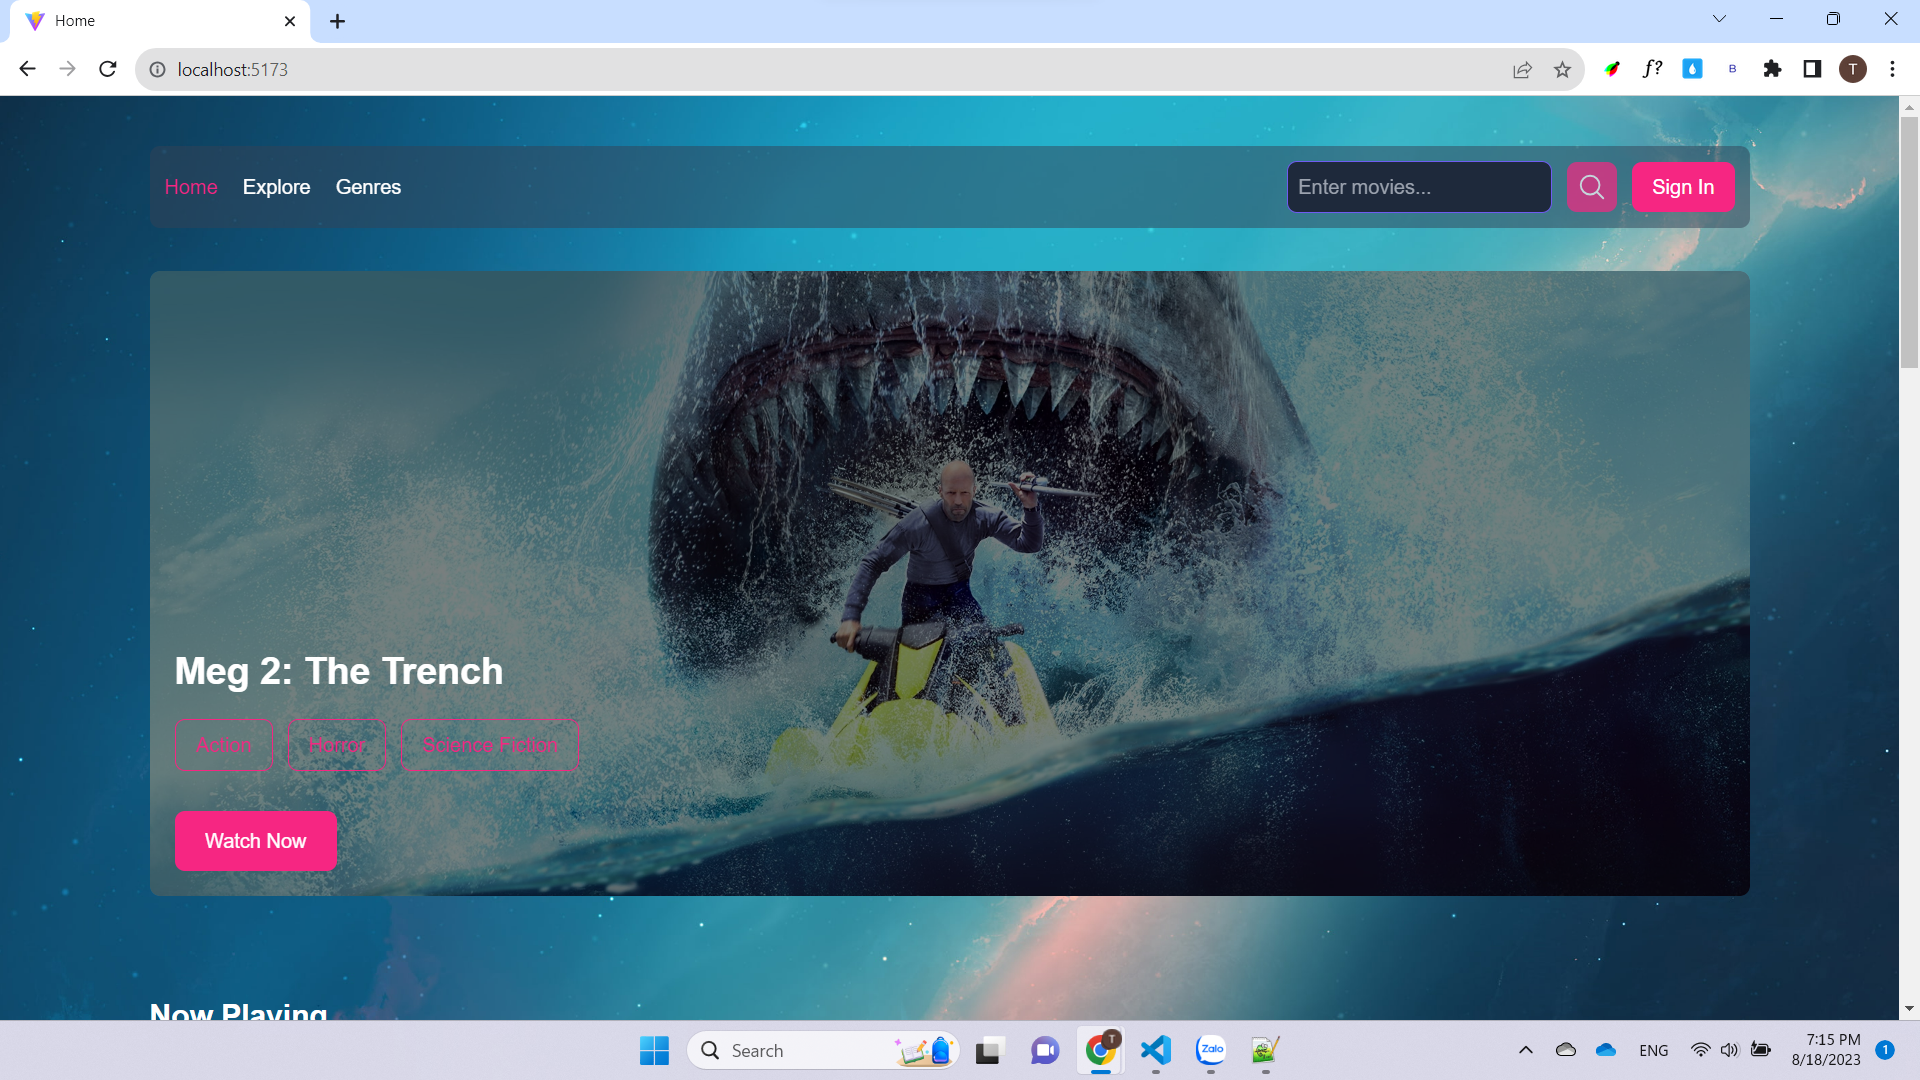 Home
localhost:5173
f?
B
T
Home Explore Genres Enter movies... Sign In
Meg 2: The Trench
Action Horror Science Fiction
Watch Now
Now Playing
Search
T
Zalo
ENG
7:15 PM
8/18/2023
1